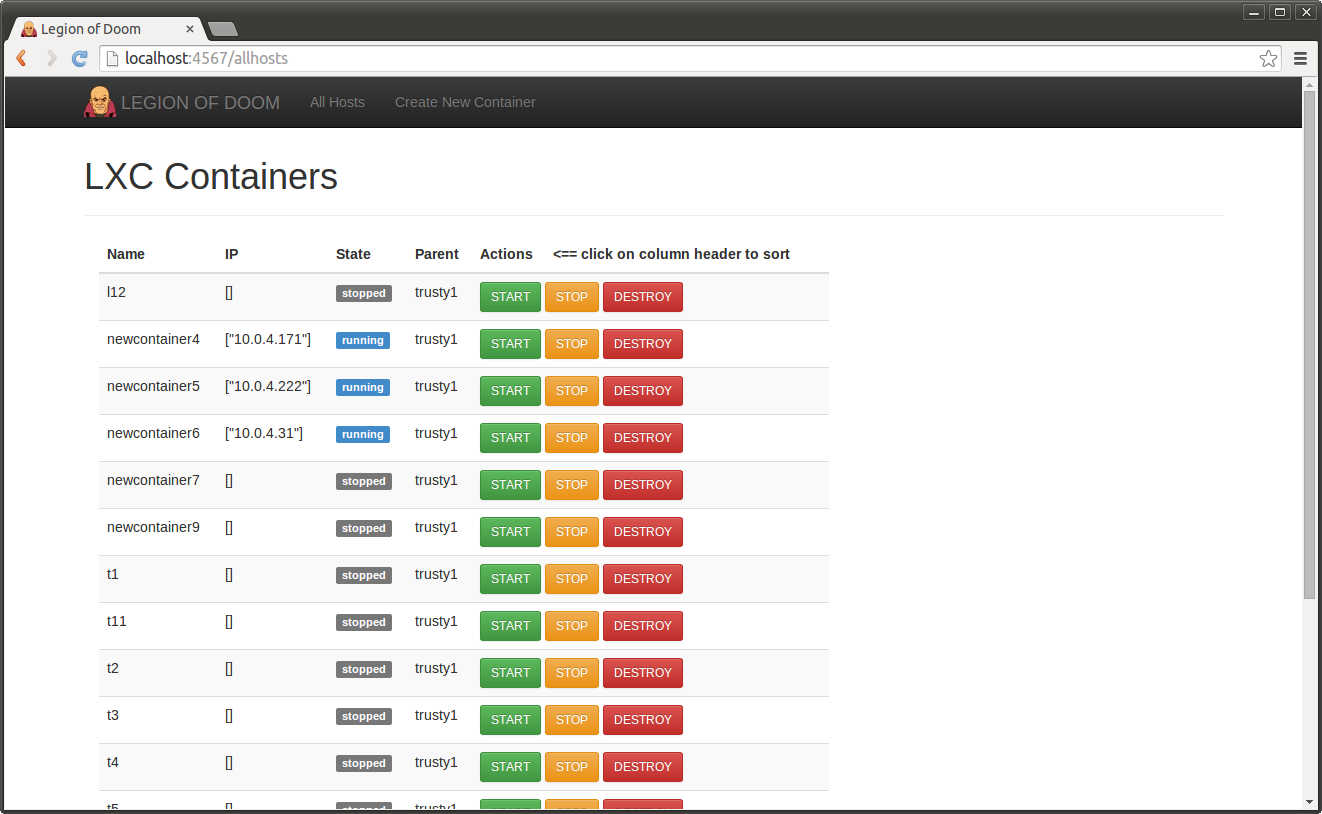 Legion of Doom
localhost:4567/allhosts
LEGION OF DOOM All Hosts Create New Container
LXC Containers
Name IP State Parent Actions <== click on column header to sort
l12 [] stopped trusty1 START STOP DESTROY
newcontainer4 ["10.0.4.171"] running trusty1 START STOP DESTROY
newcontainer5 ["10.0.4.222"] running trusty1 START STOP DESTROY
newcontainer6 ["10.0.4.31"] running trusty1 START STOP DESTROY
newcontainer7 [] stopped trusty1 START STOP DESTROY
newcontainer9 [] stopped trusty1 START STOP DESTROY
t1 [] stopped trusty1 START STOP DESTROY
t11 [] stopped trusty1 START STOP DESTROY
t2 [] stopped trusty1 START STOP DESTROY
t3 [] stopped trusty1 START STOP DESTROY
t4 [] stopped trusty1 START STOP DESTROY
t5 [] stopped trusty1